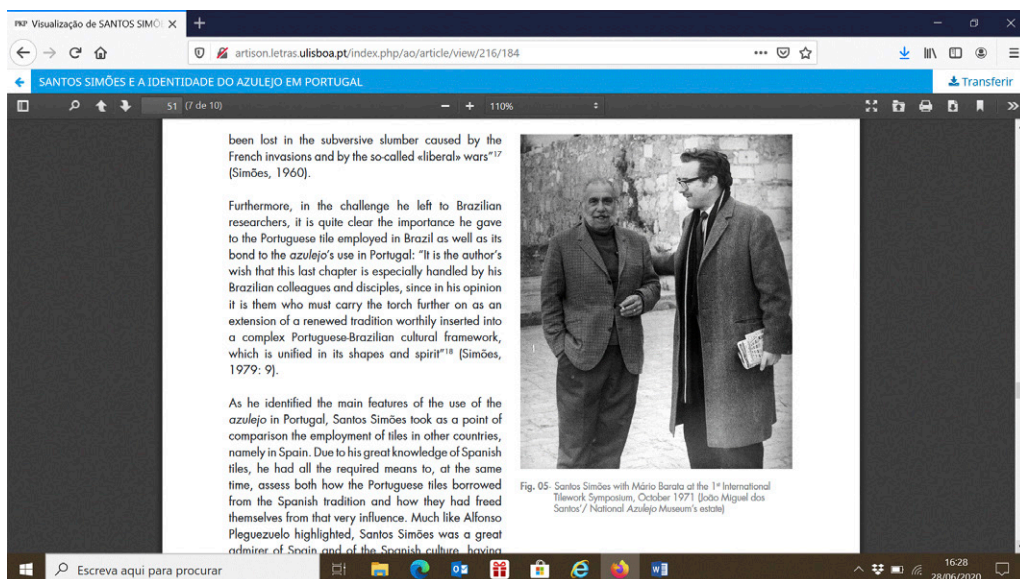 PKP Visualização de SANTOS SIMÕ
artison.letras.ulisboa.pt/index.php/ao/article/view/216/184
SANTOS SIMÕES E A IDENTIDADE DO AZULEJO EM PORTUGAL
Transferir
51 (7 de 10)
110%
been lost in the subversive slumber caused by the
French invasions and by the so-called «liberal» wars"17
(Simões, 1960).
Furthermore, in the challenge he left to Brazilian
researchers, it is quite clear the importance he gave
to the Portuguese tile employed in Brazil as well as its
bond to the azulejo's use in Portugal: "It is the author's
wish that this last chapter is especially handled by his
Brazilian colleagues and disciples, since in his opinion
it is them who must carry the torch further on as an
extension of a renewed tradition worthily inserted into
a complex Portuguese-Brazilian cultural framework,
which is unified in its shapes and spirit"18 (Simões,
1979: 9).
As he identified the main features of the use of the
azulejo in Portugal, Santos Simões took as a point of
comparison the employment of tiles in other countries,
namely in Spain. Due to his great knowledge of Spanish
tiles, he had all the required means to, at the same
time, assess both how the Portuguese tiles borrowed
from the Spanish tradition and how they had freed
themselves from that very influence. Much like Alfonso
Pleguezuelo highlighted, Santos Simões was a great
admirer of Spain and of the Spanish culture, having
Fig. 05- Santos Simões with Mário Barata at the 1º International
Tilework Symposium, October 1971 (João Miguel dos
Santos'/ National Azulejo Museum's estate)
Escreva aqui para procurar
16:28
28/06/2020